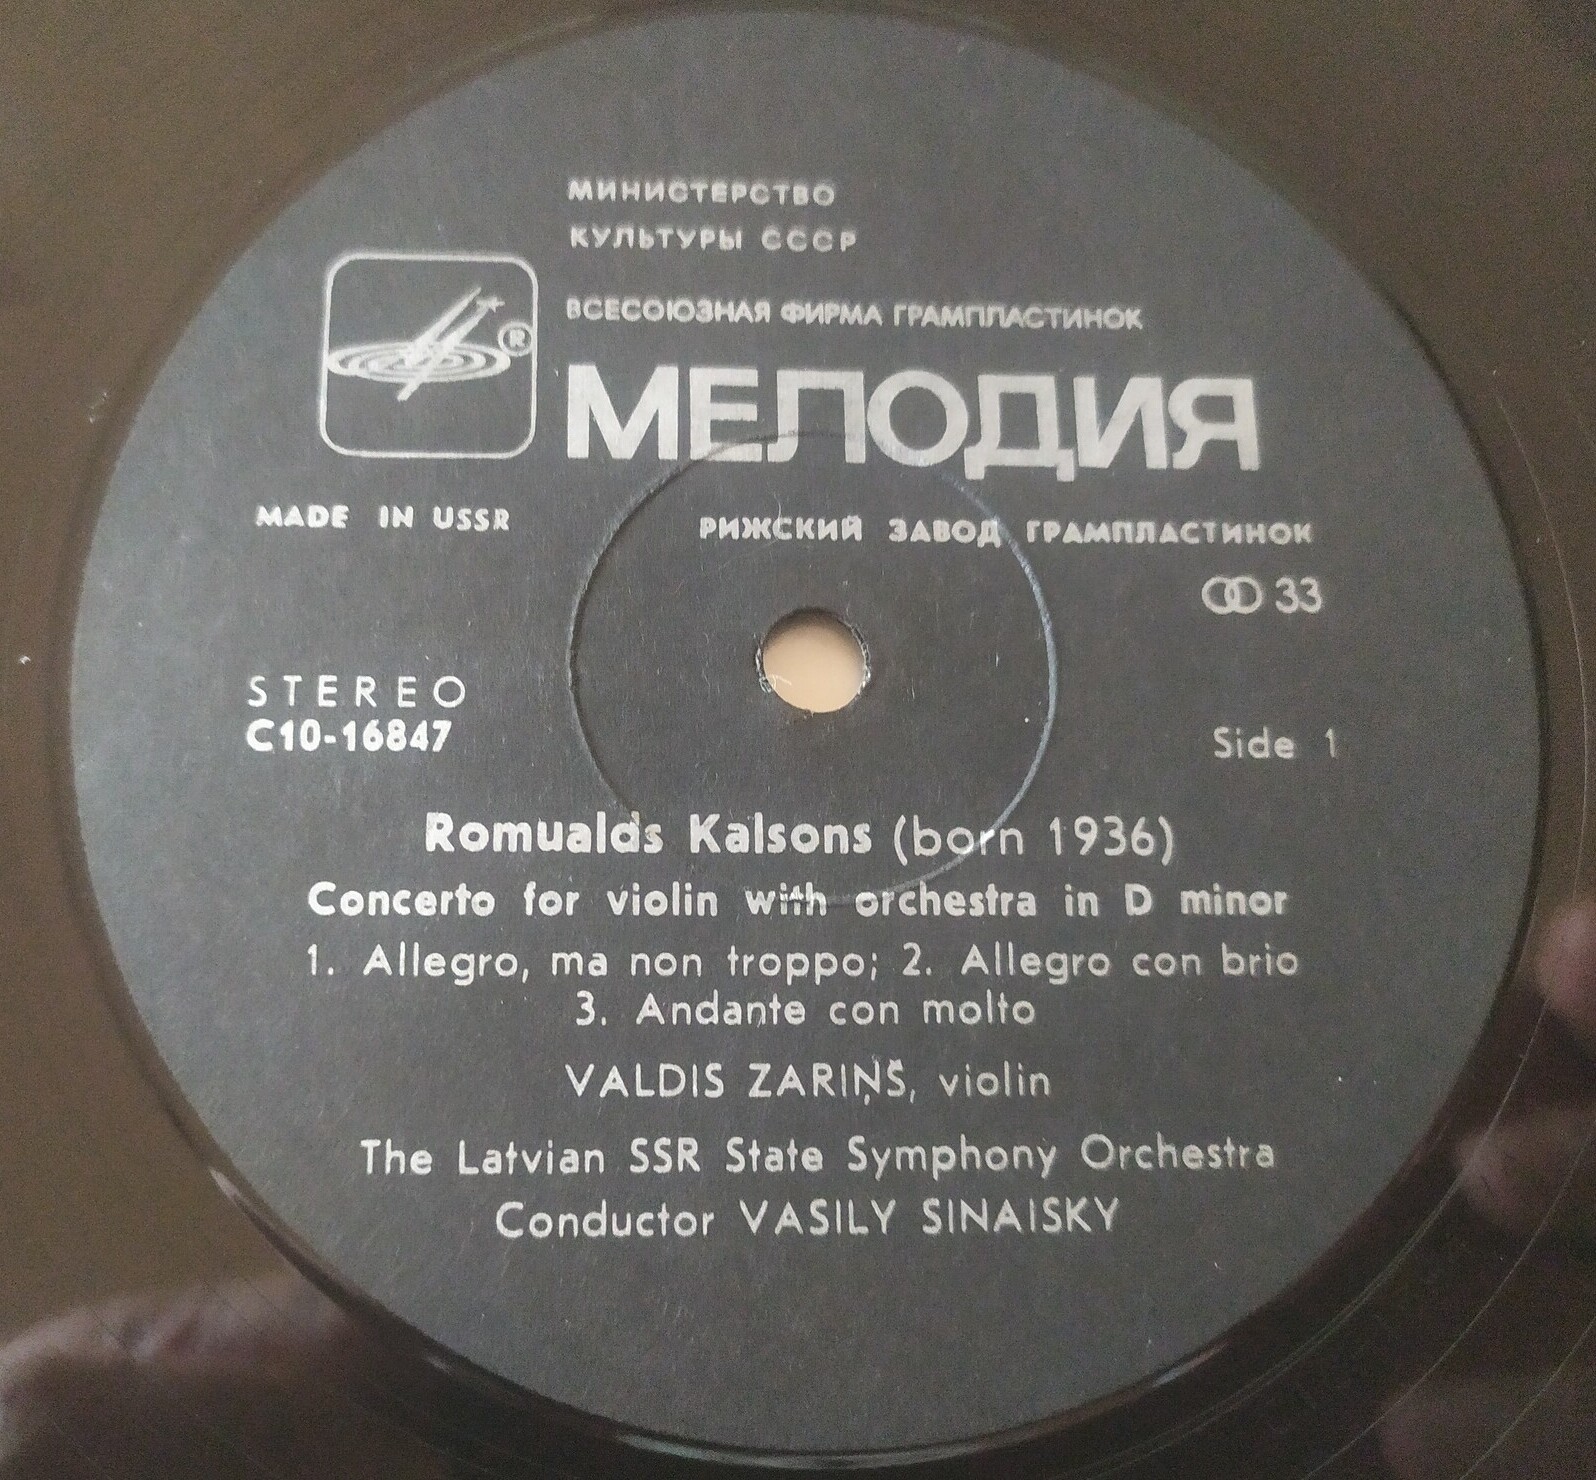 МИНИСТЕРСТВО
КУЛЬТУРЫ СССР
ВСЕСОЮЗНАЯ ФИРМА ГРАМПЛАСТИНОК
®
МЕЛОДИЯ
MADE IN USSR
РИЖСКИЙ ЗАВОД ГРАМПЛАСТИНОК
33
STEREO
С10-16847
Side 1
Romualds Kalsons (born 1936)
Concerto for violin with orchestra in D minor
1. Allegro, ma non troppo; 2. Allegro con brio
3. Andante con molto
VALDIS ZARIŅŠ, violin
The Latvian SSR State Symphony Orchestra
Conductor VASILY SINAISKY